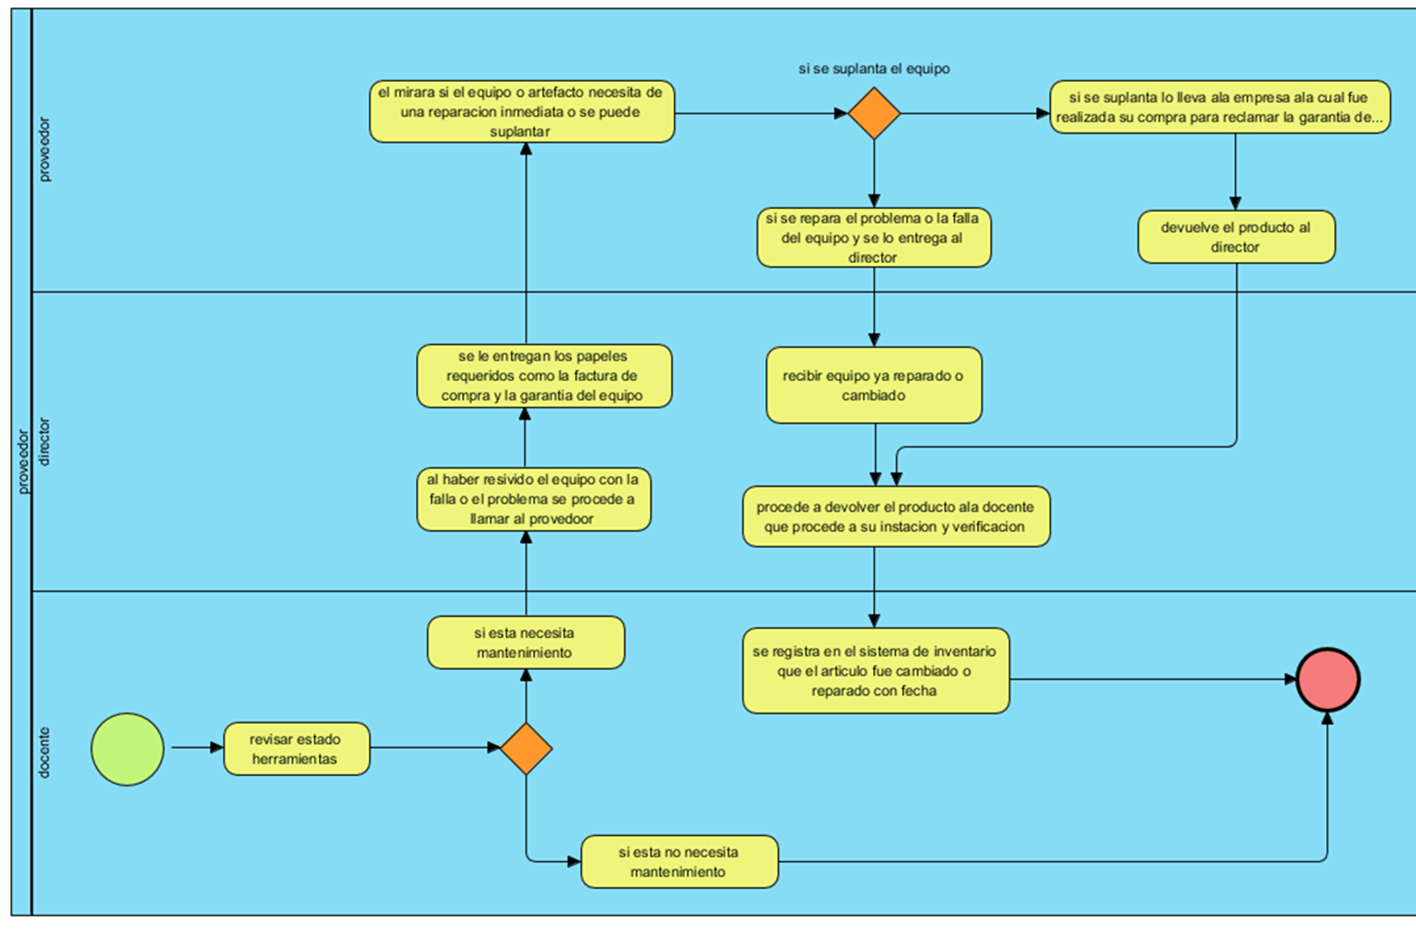 proveedor
proveedor
director
docente
si se suplanta el equipo
el mirara si el equipo o artefacto necesita de
una reparacion inmediata o se puede
suplantar
si se suplanta lo lleva ala empresa ala cual fue
realizada su compra para reclamar la garantia de...
si se repara el problema o la falla
del equipo y se lo entrega al
director
devuelve el producto al
director
se le entregan los papeles
requeridos como la factura de
compra y la garantia del equipo
recibir equipo ya reparado o
cambiado
al haber resivido el equipo con la
falla o el problema se procede a
llamar al provedoor
procede a devolver el producto ala docente
que procede a su instacion y verificacion
si esta necesita
mantenimiento
se registra en el sistema de inventario
que el articulo fue cambiado o
reparado con fecha
revisar estado
herramientas
si esta no necesita
mantenimiento